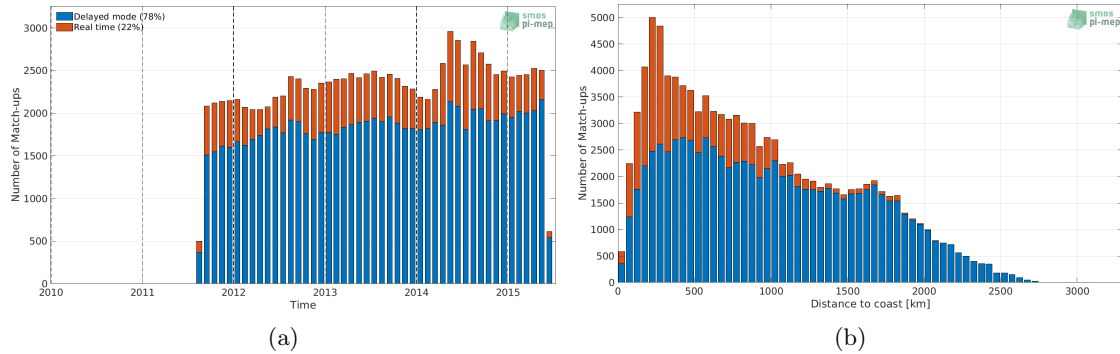 Delayed mode (78%)
Real time (22%)
smos
pi-mep
Number of Match-ups
3000
2500
2000
1500
1000
500
0
2010 2011 2012 2013 2014 2015
Time
(a)
smos
pi-mep
Number of Match-ups
5000
4500
4000
3500
3000
2500
2000
1500
1000
500
0
0 500 1000 1500 2000 2500 3000
Distance to coast [km]
(b)